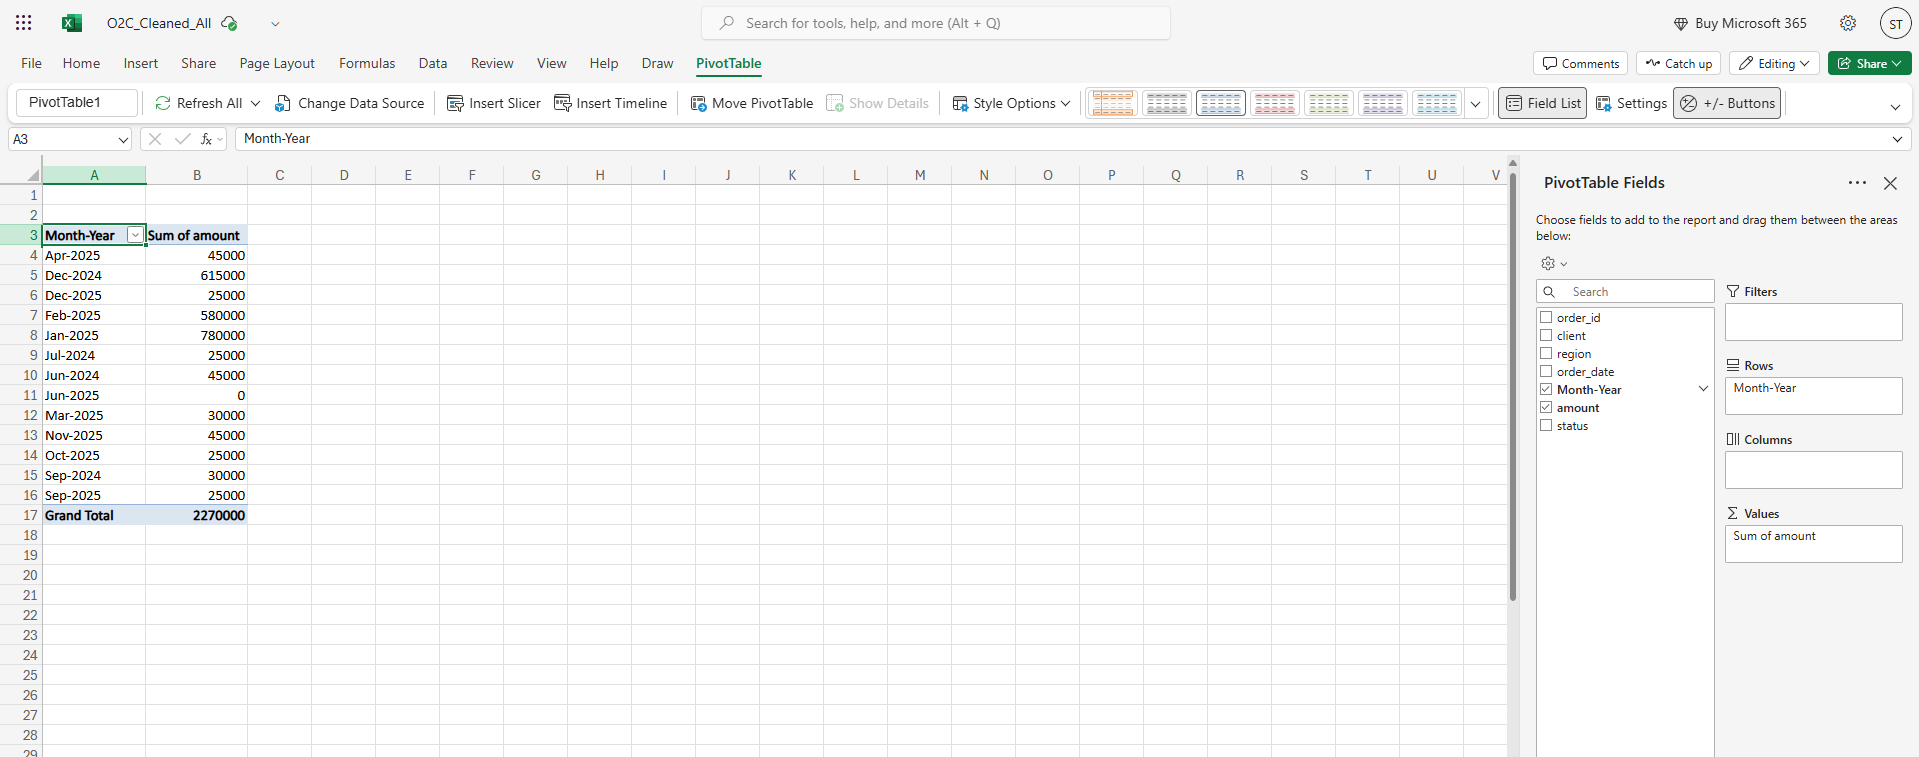 O2C_Cleaned_All
Search for tools, help, and more (Alt + Q)
Buy Microsoft 365
ST
File Home Insert Share Page Layout Formulas Data Review View Help Draw PivotTable
Comments Catch up Editing Share
PivotTable1 Refresh All Change Data Source Insert Slicer Insert Timeline Move PivotTable Show Details Style Options Field List Settings +/- Buttons
A3 fx Month-Year
A B C D E F G H I J K L M N O P Q R S T U V
1
2
3 Month-Year Sum of amount
4 Apr-2025 45000
5 Dec-2024 615000
6 Dec-2025 25000
7 Feb-2025 580000
8 Jan-2025 780000
9 Jul-2024 25000
10 Jun-2024 45000
11 Jun-2025 0
12 Mar-2025 30000
13 Nov-2025 45000
14 Oct-2025 25000
15 Sep-2024 30000
16 Sep-2025 25000
17 Grand Total 2270000
18
19
20
21
22
23
24
25
26
27
28
29
PivotTable Fields
Choose fields to add to the report and drag them between the areas
below:
Search
order_id
client
region
order_date
Month-Year
amount
status
Filters
Rows
Month-Year
Columns
Values
Sum of amount